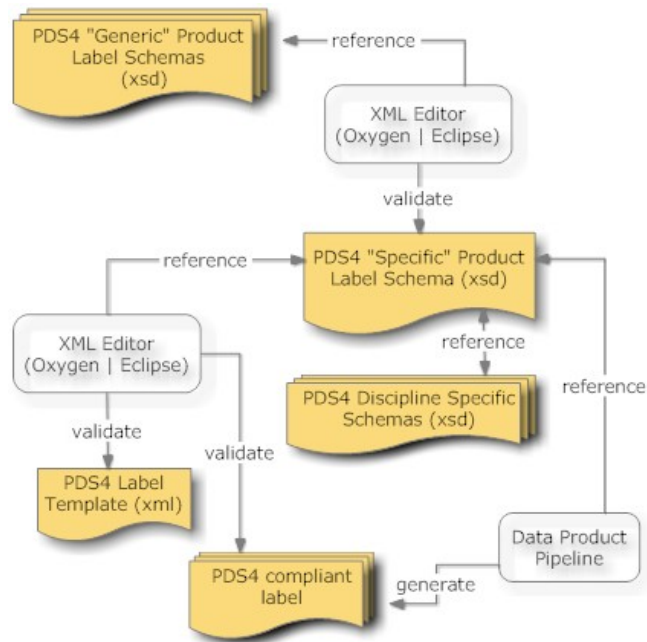 PDS4 "Generic" Product
Label Schemas
(xsd)
reference
XML Editor
(Oxygen | Eclipse)
validate
PDS4 "Specific" Product
Label Schema (xsd)
reference
XML Editor
(Oxygen | Eclipse)
reference
PDS4 Discipline Specific
Schemas (xsd)
reference
validate
validate
PDS4 Label
Template (xml)
Data Product
Pipeline
PDS4 compliant
label
generate